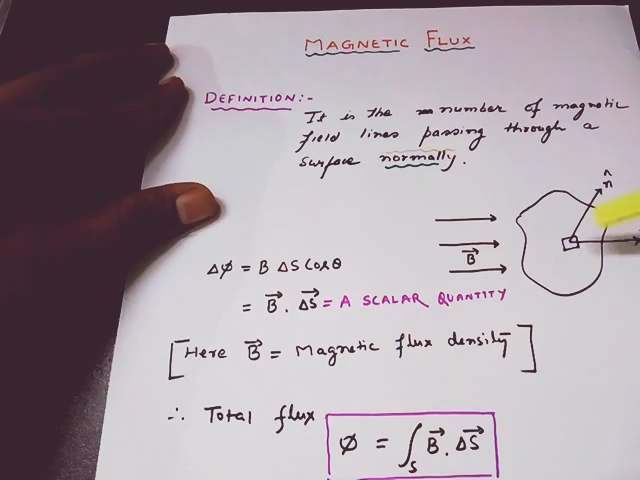 MAGNETIC FLUX
DEFINITION:-
It is the number of magnetic
field lines passing through a
surface normally.
n̂
B⃗
Δφ = B ΔS Cosθ
= B⃗ . ΔS⃗ = A SCALAR QUANTITY
[Here B⃗ = Magnetic flux density]
∴ Total flux
φ = ∫S B⃗ . ΔS⃗